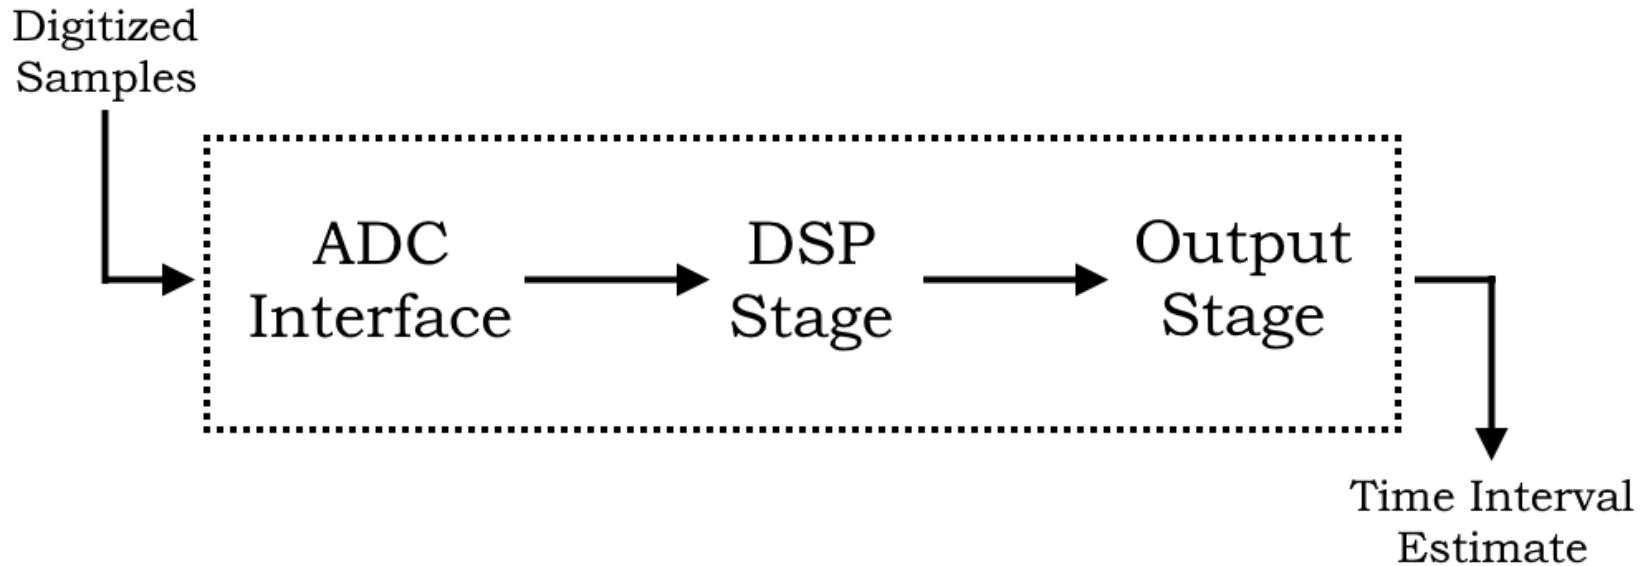 Digitized
Samples
ADC
Interface
DSP
Stage
Output
Stage
Time Interval
Estimate